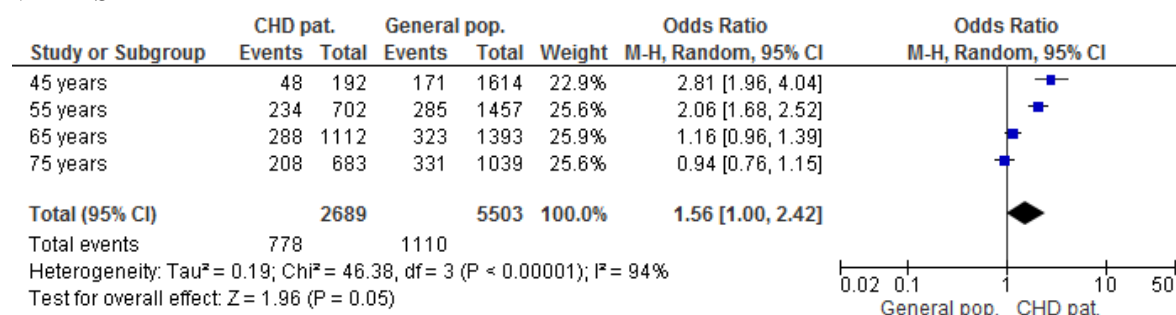 CHD pat. General pop. Odds Ratio Odds Ratio
Study or Subgroup Events Total Events Total Weight M-H, Random, 95% CI M-H, Random, 95% CI
45 years 48 192 171 1614 22.9% 2.81 [1.96, 4.04]
55 years 234 702 285 1457 25.6% 2.06 [1.68, 2.52]
65 years 288 1112 323 1393 25.9% 1.16 [0.96, 1.39]
75 years 208 683 331 1039 25.6% 0.94 [0.76, 1.15]
Total (95% CI) 2689 5503 100.0% 1.56 [1.00, 2.42]
Total events 778 1110
Heterogeneity: Tau² = 0.19; Chi² = 46.38, df = 3 (P < 0.00001); I² = 94%
Test for overall effect: Z = 1.96 (P = 0.05)
0.02 0.1 1 10 50
General pop. CHD pat.